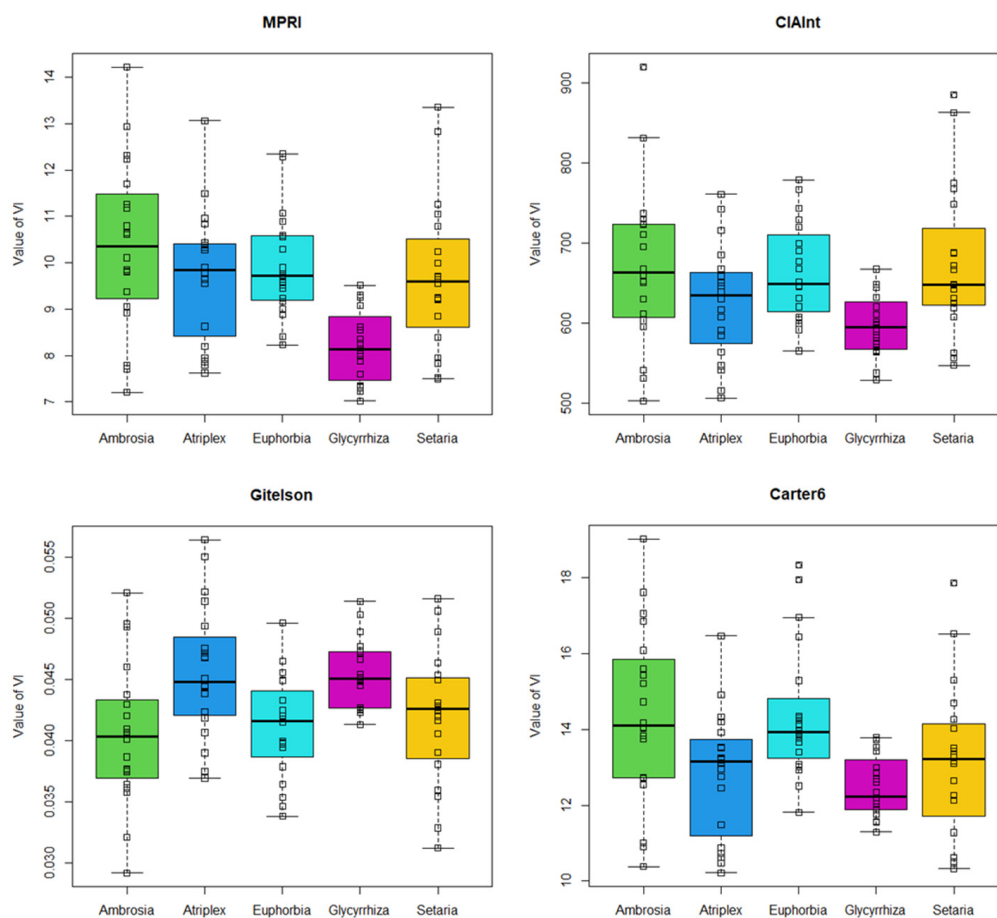 MPRI
Value of VI
14
13
12
11
10
9
8
7
Ambrosia
Atriplex
Euphorbia
Glycyrrhiza
Setaria
ClAInt
Value of VI
900
800
700
600
500
Ambrosia
Atriplex
Euphorbia
Glycyrrhiza
Setaria
Gitelson
Value of VI
0.055
0.050
0.045
0.040
0.035
0.030
Ambrosia
Atriplex
Euphorbia
Glycyrrhiza
Setaria
Carter6
Value of VI
18
16
14
12
10
Ambrosia
Atriplex
Euphorbia
Glycyrrhiza
Setaria